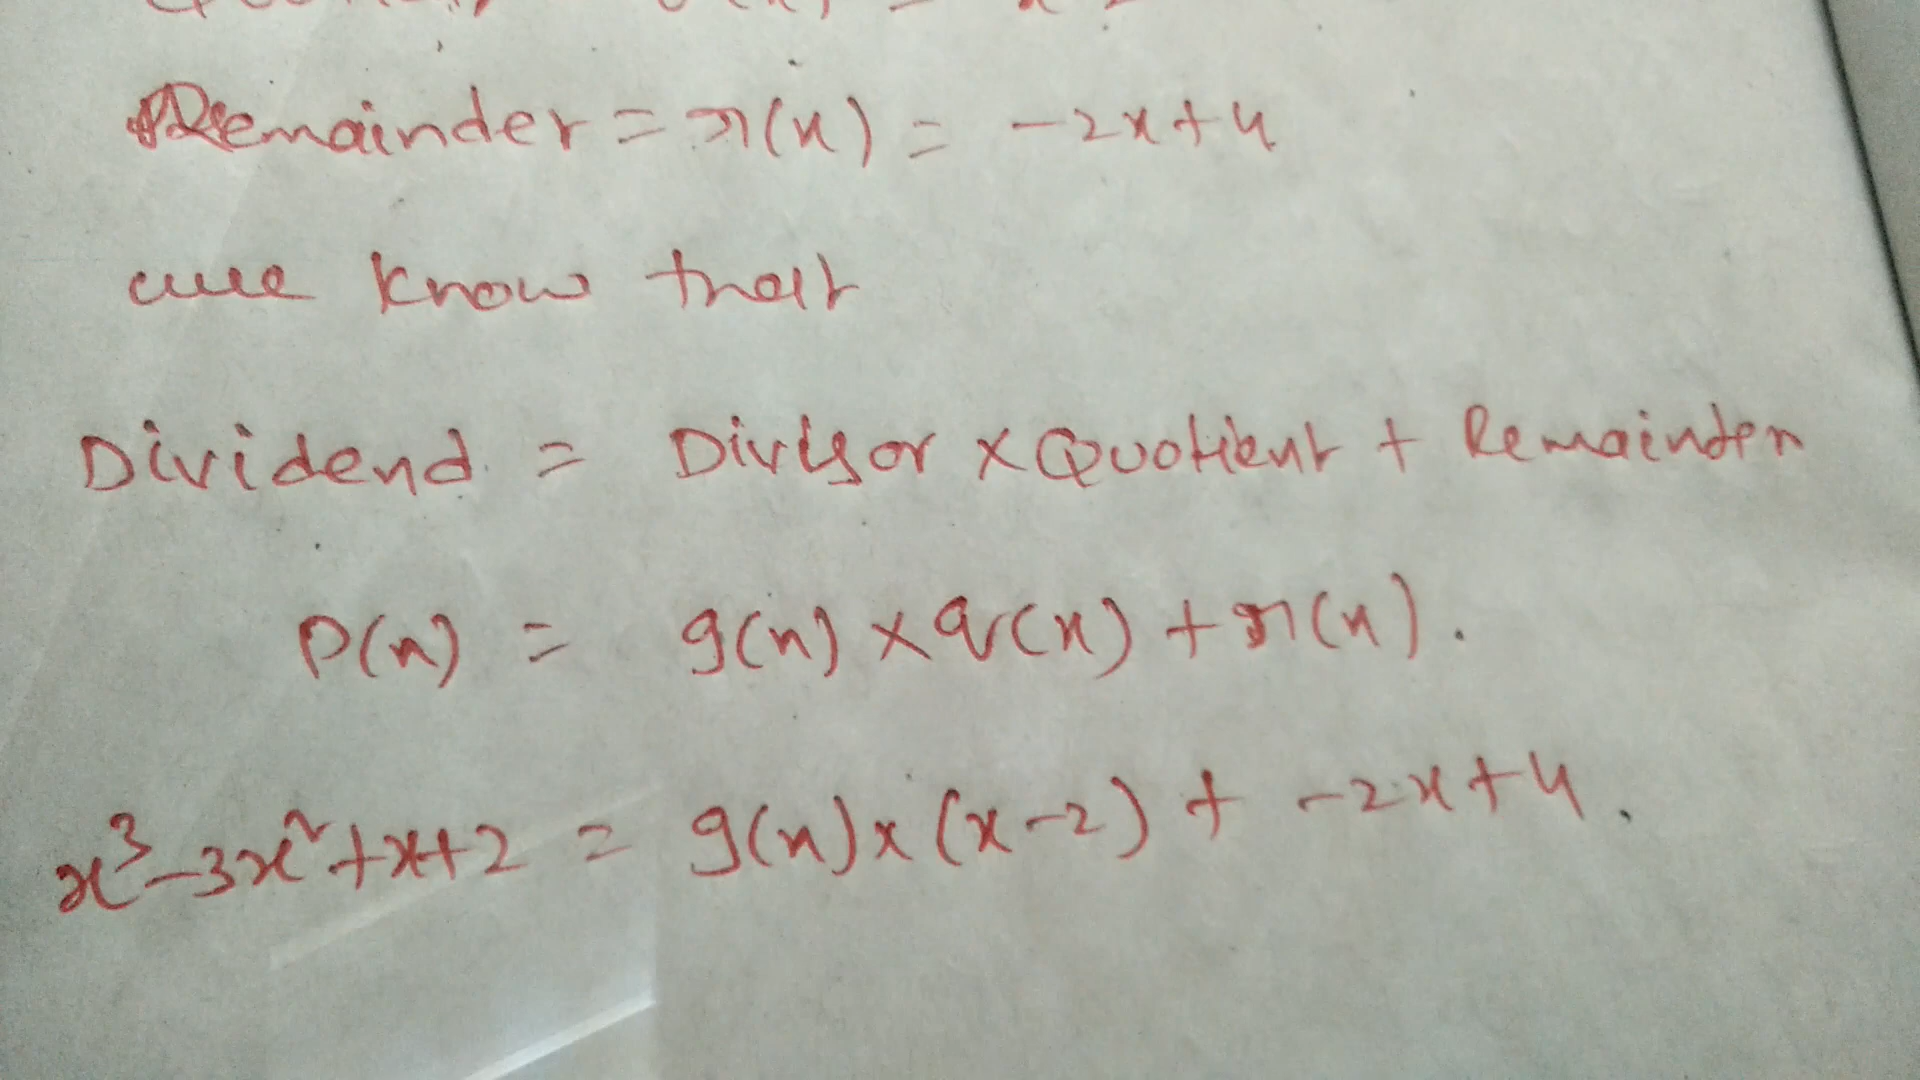 Remainder = r(x) = -2x+4
we know that
Dividend = Divisor × Quotient + Remainder
P(x) = g(x) × q(x) + r(x).
x³-3x²+x+2 = g(x) × (x-2) + -2x+4.